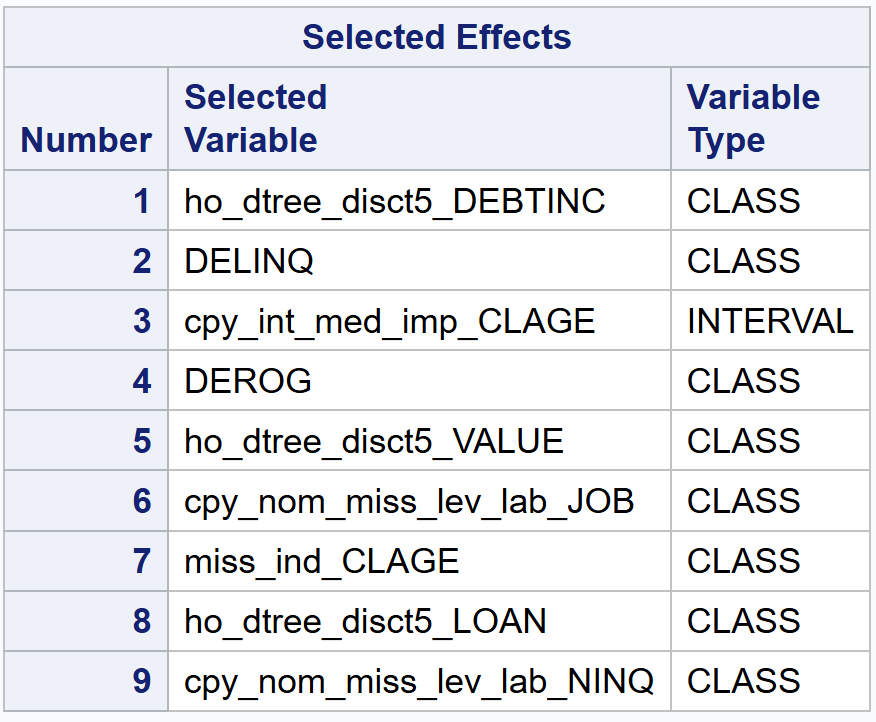 Selected Effects
Number Selected Variable Variable Type
1 ho_dtree_disct5_DEBTINC CLASS
2 DELINQ CLASS
3 cpy_int_med_imp_CLAGE INTERVAL
4 DEROG CLASS
5 ho_dtree_disct5_VALUE CLASS
6 cpy_nom_miss_lev_lab_JOB CLASS
7 miss_ind_CLAGE CLASS
8 ho_dtree_disct5_LOAN CLASS
9 cpy_nom_miss_lev_lab_NINQ CLASS